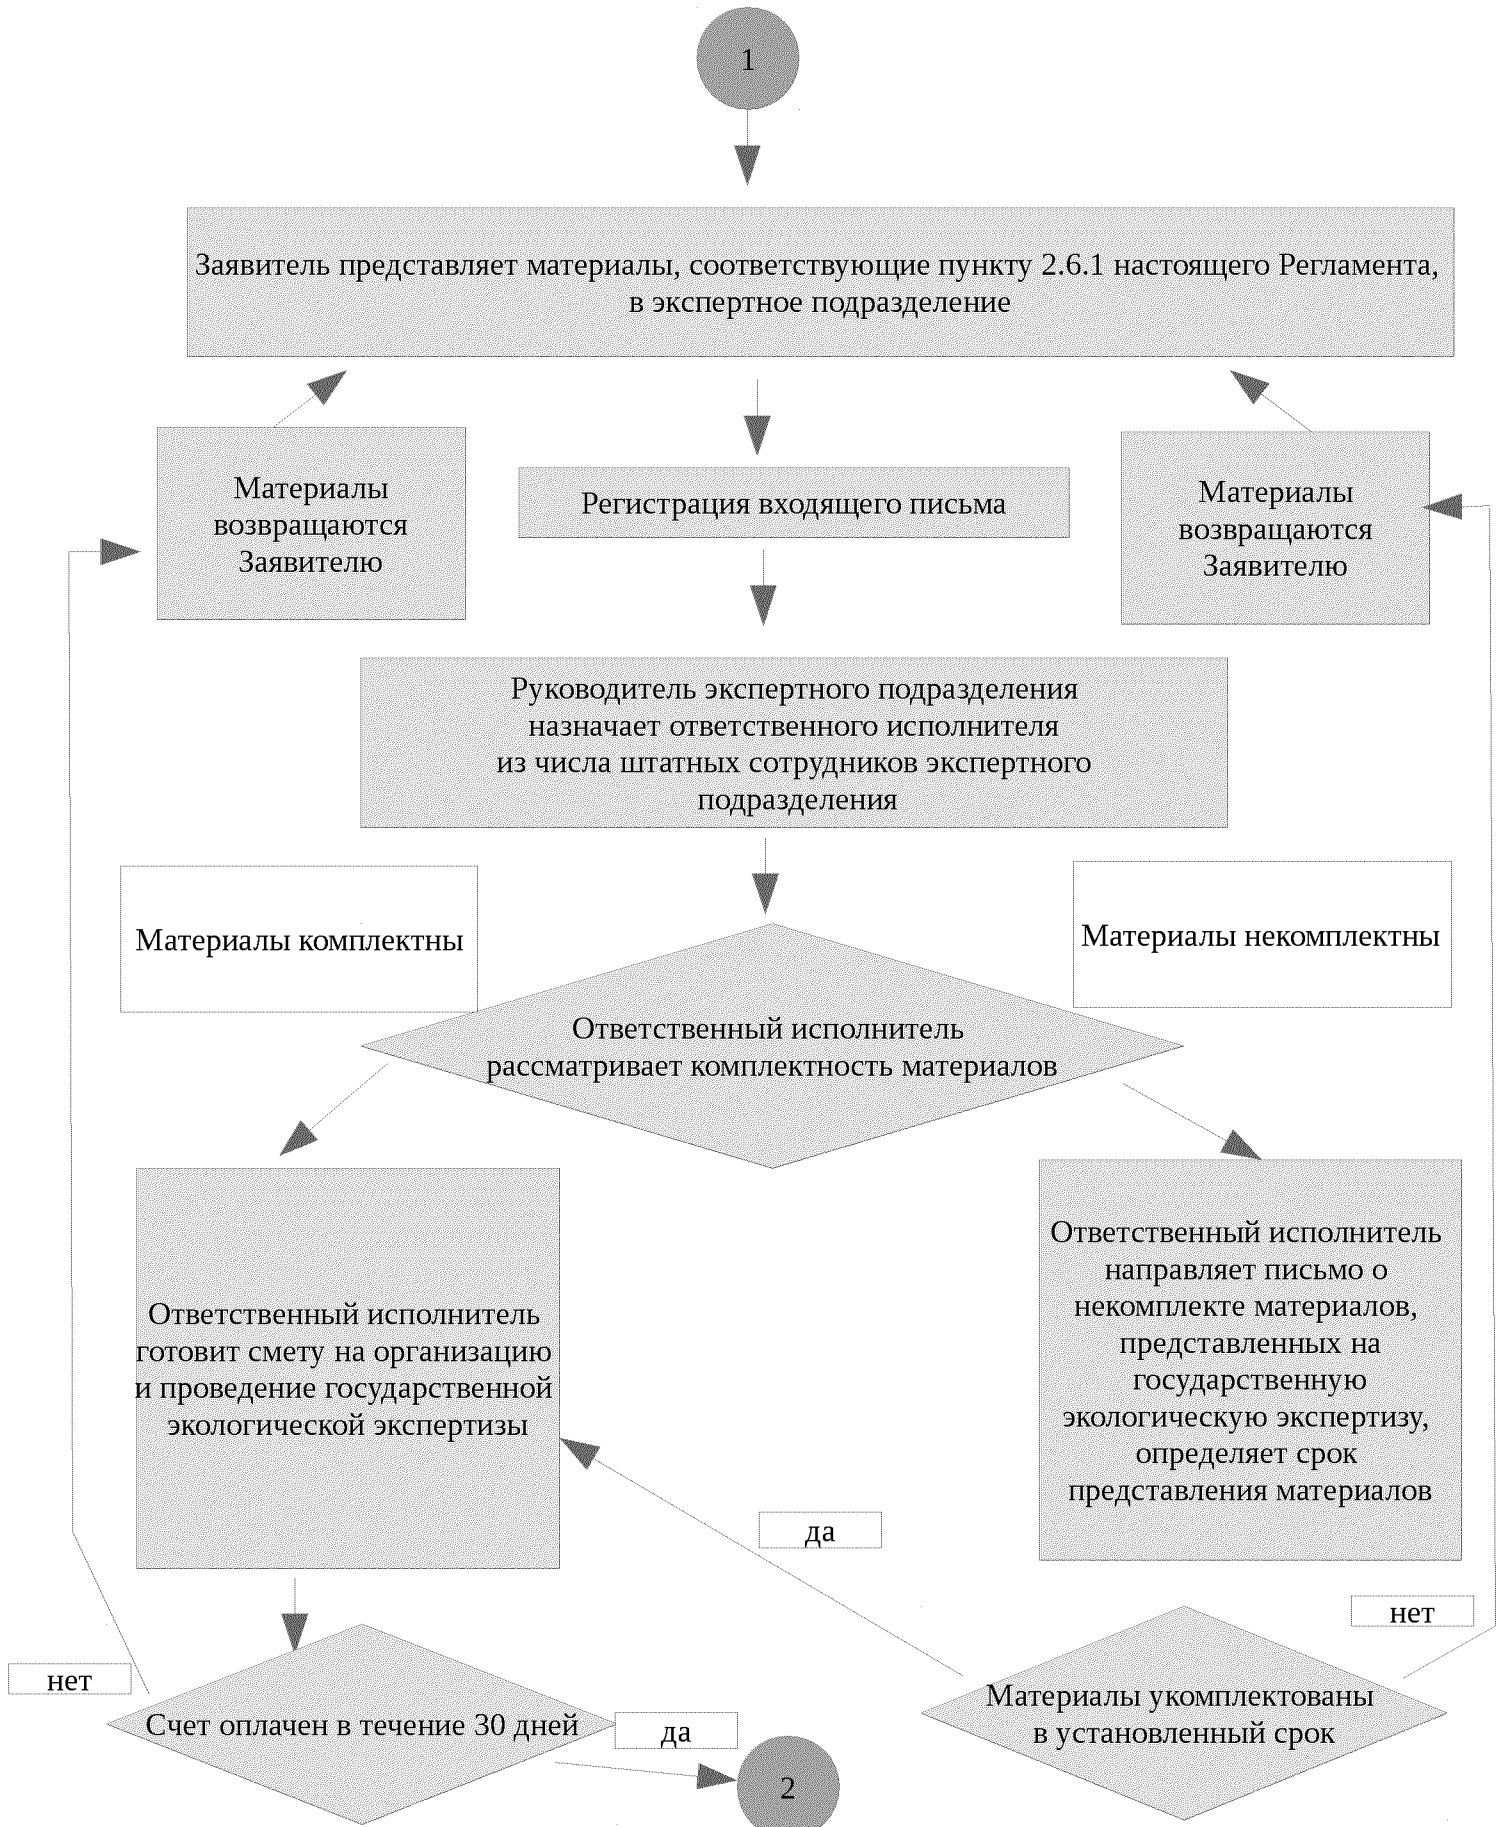 1
Заявитель представляет материалы, соответствующие пункту 2.6.1 настоящего Регламента,
в экспертное подразделение
Материалы
возвращаются
Заявителю
Регистрация входящего письма
Материалы
возвращаются
Заявителю
Руководитель экспертного подразделения
назначает ответственного исполнителя
из числа штатных сотрудников экспертного
подразделения
Материалы комплектны
Материалы некомплектны
Ответственный исполнитель
рассматривает комплектность материалов
Ответственный исполнитель
готовит смету на организацию
и проведение государственной
экологической экспертизы
Ответственный исполнитель
направляет письмо о
некомплекте материалов,
представленных на
государственную
экологическую экспертизу,
определяет срок
представления материалов
да
нет
нет
Счет оплачен в течение 30 дней
да
Материалы укомплектованы
в установленный срок
2